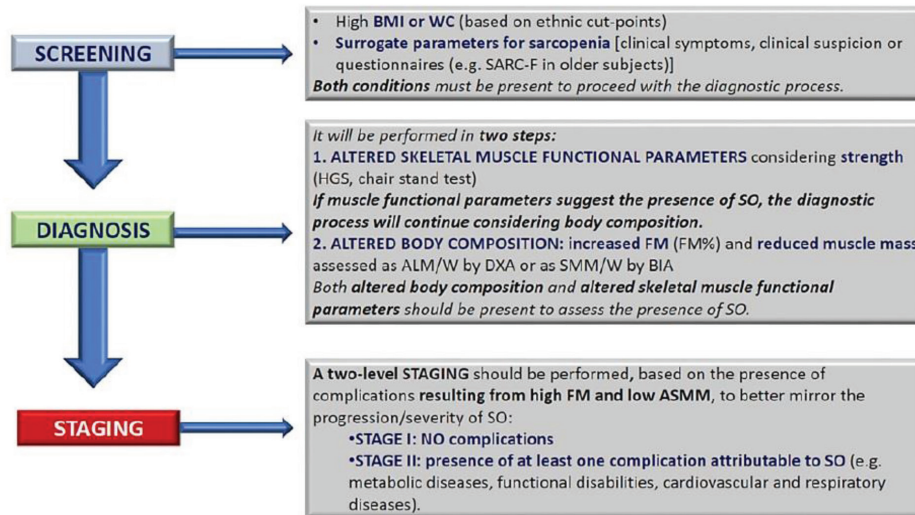 SCREENING
• High BMI or WC (based on ethnic cut-points)
• Surrogate parameters for sarcopenia [clinical symptoms, clinical suspicion or
questionnaires (e.g. SARC-F in older subjects)]
Both conditions must be present to proceed with the diagnostic process.
DIAGNOSIS
It will be performed in two steps:
1. ALTERED SKELETAL MUSCLE FUNCTIONAL PARAMETERS considering strength
(HGS, chair stand test)
If muscle functional parameters suggest the presence of SO, the diagnostic
process will continue considering body composition.
2. ALTERED BODY COMPOSITION: increased FM (FM%) and reduced muscle mass
assessed as ALM/W by DXA or as SMM/W by BIA
Both altered body composition and altered skeletal muscle functional
parameters should be present to assess the presence of SO.
STAGING
A two-level STAGING should be performed, based on the presence of
complications resulting from high FM and low ASMM, to better mirror the
progression/severity of SO:
•STAGE I: NO complications
•STAGE II: presence of at least one complication attributable to SO (e.g.
metabolic diseases, functional disabilities, cardiovascular and respiratory
diseases).